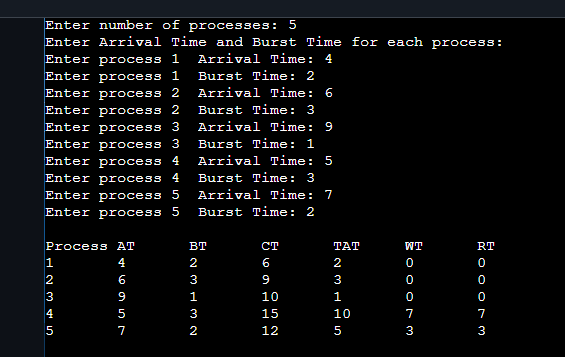 Enter number of processes: 5
Enter Arrival Time and Burst Time for each process:
Enter process 1  Arrival Time: 4
Enter process 1  Burst Time: 2
Enter process 2  Arrival Time: 6
Enter process 2  Burst Time: 3
Enter process 3  Arrival Time: 9
Enter process 3  Burst Time: 1
Enter process 4  Arrival Time: 5
Enter process 4  Burst Time: 3
Enter process 5  Arrival Time: 7
Enter process 5  Burst Time: 2
Process AT      BT      CT      TAT     WT      RT
1       4       2       6       2       0       0
2       6       3       9       3       0       0
3       9       1       10      1       0       0
4       5       3       15      10      7       7
5       7       2       12      5       3       3